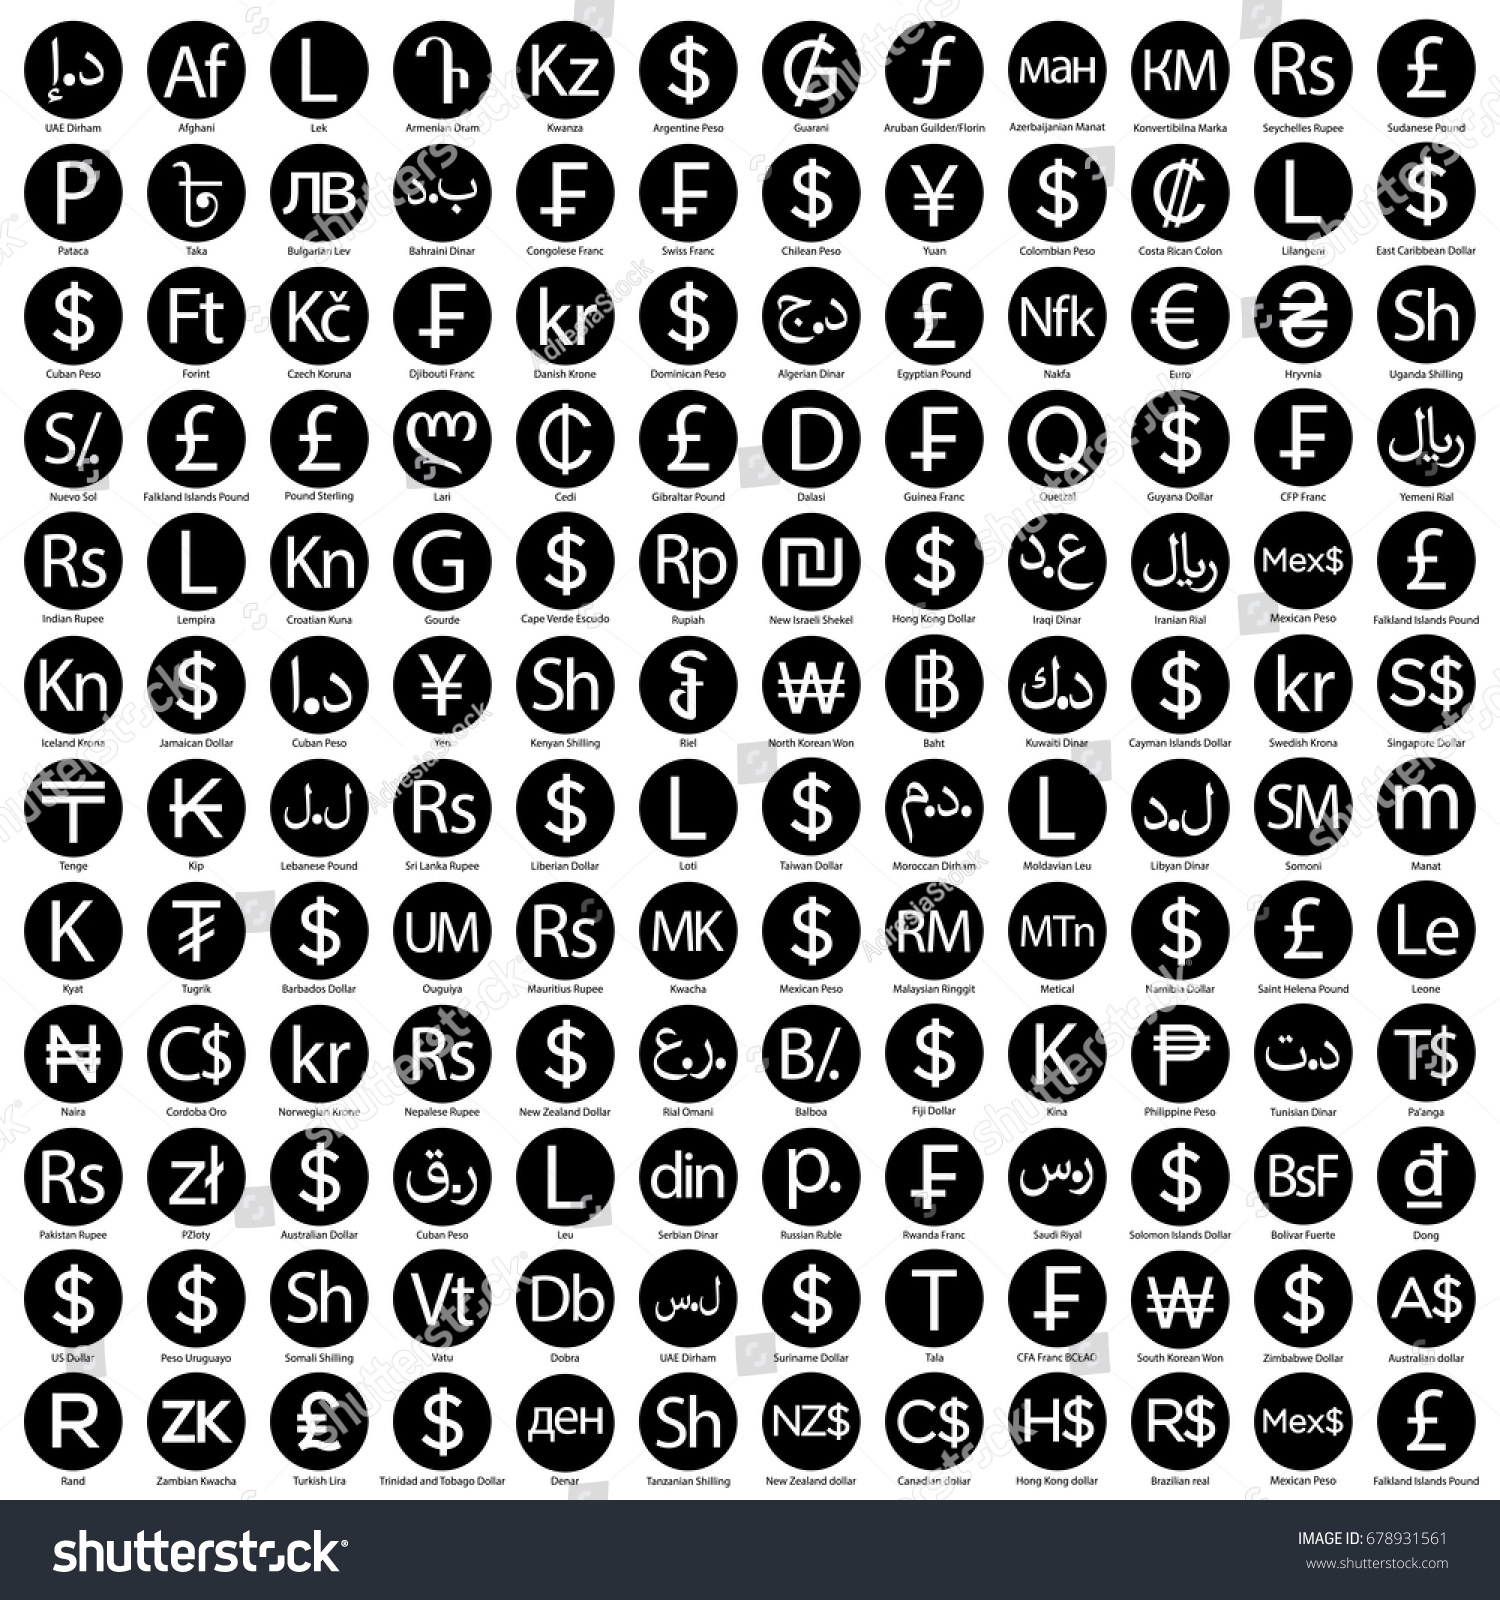 د.إ Af L դ Kz $ ₲ ƒ ман КМ Rs £
UAE Dirham Afghani Lek Armenian Dram Kwanza Argentine Peso Guarani Aruban Guilder/Florin Azerbaijanian Manat Konvertibilna Marka Seychelles Rupee Sudanese Pound
P ৳ лв ب.د ₣ ₣ $ ¥ $ ₡ L $
Pataca Taka Bulgarian Lev Bahraini Dinar Congolese Franc Swiss Franc Chilean Peso Yuan Colombian Peso Costa Rican Colon Lilangeni East Caribbean Dollar
$ Ft Kč ₣ kr $ د.ج £ Nfk € ₴ Sh
Cuban Peso Forint Czech Koruna Djibouti Franc Danish Krone Dominican Peso Algerian Dinar Egyptian Pound Nakfa Euro Hryvnia Uganda Shilling
S/. £ £ ლ ₵ £ D ₣ Q $ ₣ ريال
Nuevo Sol Falkland Islands Pound Pound Sterling Lari Cedi Gibraltar Pound Dalasi Guinea Franc Quetzal Guyana Dollar CFP Franc Yemeni Rial
Rs L Kn G $ Rp ₪ $ ع.د ريال Mex$ £
Indian Rupee Lempira Croatian Kuna Gourde Cape Verde Escudo Rupiah New Israeli Shekel Hong Kong Dollar Iraqi Dinar Iranian Rial Mexican Peso Falkland Islands Pound
Kn $ د.ا ¥ Sh ៛ ₩ ฿ د.ك $ kr S$
Iceland Krona Jamaican Dollar Cuban Peso Yen Kenyan Shilling Riel North Korean Won Baht Kuwaiti Dinar Cayman Islands Dollar Swedish Krona Singapore Dollar
₸ ₭ ل.ل Rs $ L $ د.م. L ل.د ЅМ m
Tenge Kip Lebanese Pound Sri Lanka Rupee Liberian Dollar Loti Taiwan Dollar Moroccan Dirham Moldavian Leu Libyan Dinar Somoni Manat
K ₮ $ UM Rs MK $ RM MTn $ £ Le
Kyat Tugrik Barbados Dollar Ouguiya Mauritius Rupee Kwacha Mexican Peso Malaysian Ringgit Metical Namibia Dollar Saint Helena Pound Leone
₦ C$ kr Rs $ ر.ع. B/. $ K ₱ د.ت T$
Naira Cordoba Oro Norwegian Krone Nepalese Rupee New Zealand Dollar Rial Omani Balboa Fiji Dollar Kina Philippine Peso Tunisian Dinar Pa'anga
Rs zł $ ر.ق L din р. ₣ ر.س $ BsF ₫
Pakistan Rupee PZloty Australian Dollar Cuban Peso Leu Serbian Dinar Russian Ruble Rwanda Franc Saudi Riyal Solomon Islands Dollar Bolivar Fuerte Dong
$ $ Sh Vt Db ل.س $ T ₣ ₩ $ A$
US Dollar Peso Uruguayo Somali Shilling Vatu Dobra UAE Dirham Suriname Dollar Tala CFA Franc BCEAO South Korean Won Zimbabwe Dollar Australian dollar
R ZK ₤ $ ден Sh NZ$ C$ H$ R$ Mex$ £
Rand Zambian Kwacha Turkish Lira Trinidad and Tobago Dollar Denar Tanzanian Shilling New Zealand dollar Canadian dollar Hong Kong dollar Brazilian real Mexican Peso Falkland Islands Pound
shutterstock
IMAGE ID: 678931561
www.shutterstock.com